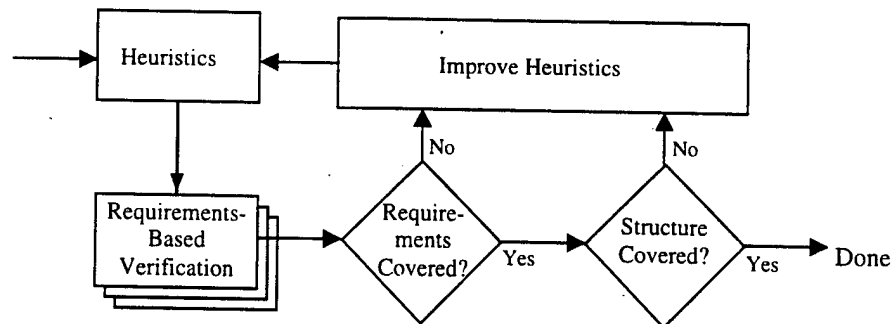 Heuristics
Improve Heuristics
No
No
Requirements-
Based
Verification
Require-
ments
Covered?
Yes
Structure
Covered?
Yes
Done